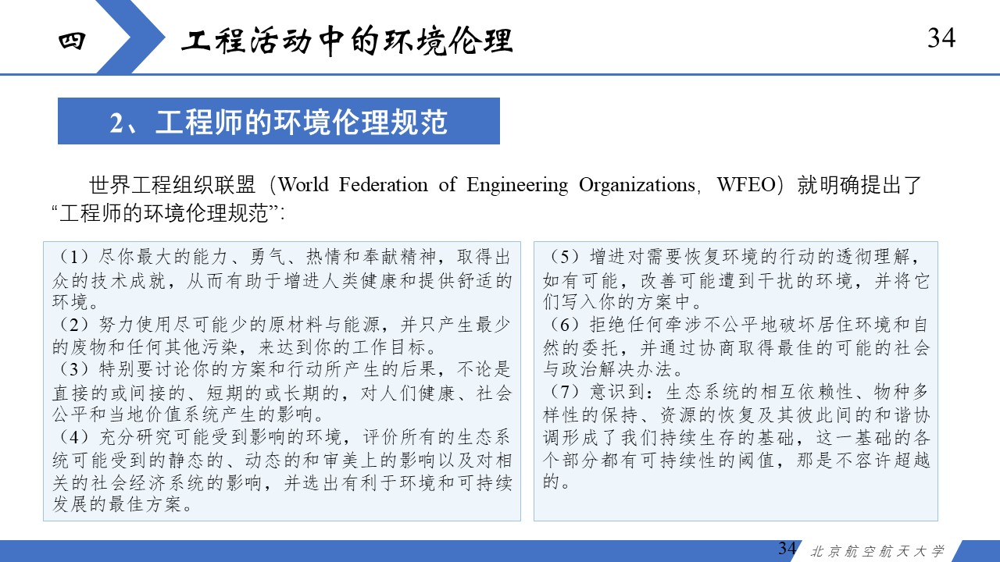 四
工程活动中的环境伦理
34
2、工程师的环境伦理规范
世界工程组织联盟（World Federation of Engineering Organizations，WFEO）就明确提出了
“工程师的环境伦理规范”：
（1）尽你最大的能力、勇气、热情和奉献精神，取得出
众的技术成就，从而有助于增进人类健康和提供舒适的
环境。
（2）努力使用尽可能少的原材料与能源，并只产生最少
的废物和任何其他污染，来达到你的工作目标。
（3）特别要讨论你的方案和行动所产生的后果，不论是
直接的或间接的、短期的或长期的，对人们健康、社会
公平和当地价值系统产生的影响。
（4）充分研究可能受到影响的环境，评价所有的生态系
统可能受到的静态的、动态的和审美上的影响以及对相
关的社会经济系统的影响，并选出有利于环境和可持续
发展的最佳方案。
（5）增进对需要恢复环境的行动的透彻理解，
如有可能，改善可能遭到干扰的环境，并将它
们写入你的方案中。
（6）拒绝任何牵涉不公平地破坏居住环境和自
然的委托，并通过协商取得最佳的可能的社会
与政治解决办法。
（7）意识到：生态系统的相互依赖性、物种多
样性的保持、资源的恢复及其彼此间的和谐协
调形成了我们持续生存的基础，这一基础的各
个部分都有可持续性的阈值，那是不容许超越
的。
34
北京航空航天大学